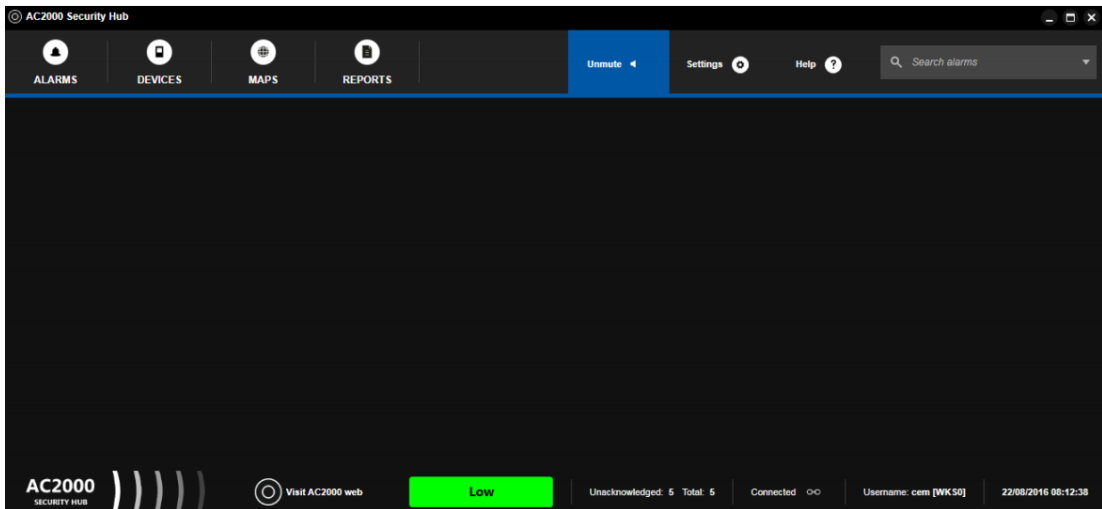 AC2000 Security Hub
ALARMS
DEVICES
MAPS
REPORTS
Unmute
Settings
Help ?
Search alarms
AC2000
SECURITY HUB
Visit AC2000 web
Low
Unacknowledged: 5 Total: 5
Connected
Username: cem [WKS0]
22/08/2016 08:12:38